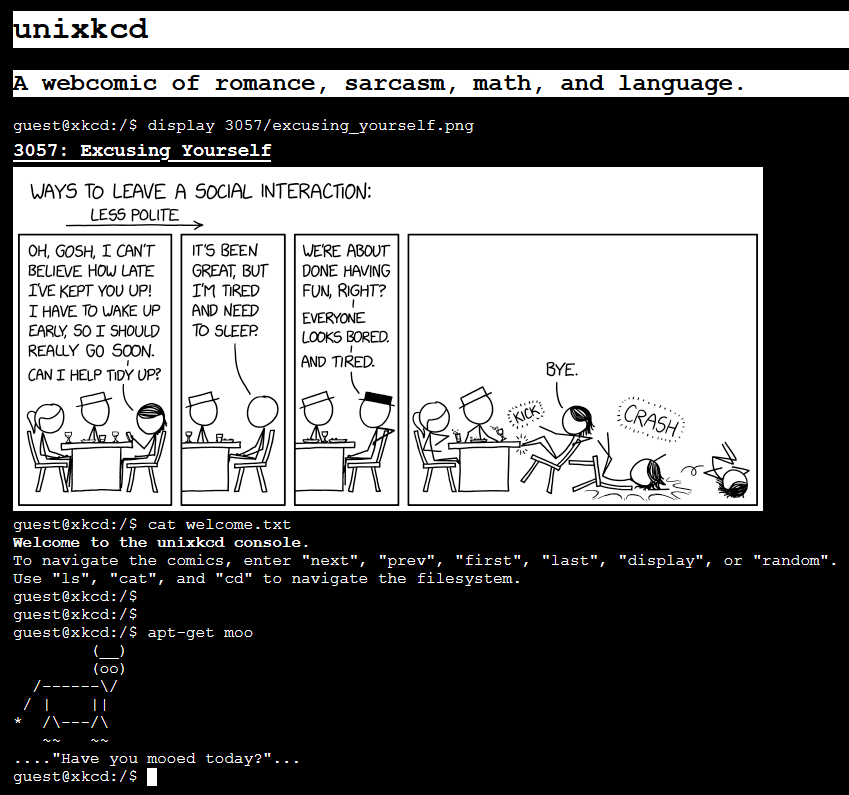 unixkcd
A webcomic of romance, sarcasm, math, and language.
guest@xkcd:/$ display 3057/excusing_yourself.png
3057: Excusing Yourself
WAYS TO LEAVE A SOCIAL INTERACTION:
LESS POLITE
OH, GOSH, I CAN'T
BELIEVE HOW LATE
I'VE KEPT YOU UP!
I HAVE TO WAKE UP
EARLY, SO I SHOULD
REALLY GO SOON.
CAN I HELP TIDY UP?
IT'S BEEN
GREAT, BUT
I'M TIRED
AND NEED
TO SLEEP.
WE'RE ABOUT
DONE HAVING
FUN, RIGHT?
EVERYONE
LOOKS BORED.
AND TIRED.
BYE.
KICK
CRASH
guest@xkcd:/$ cat welcome.txt
Welcome to the unixkcd console.
To navigate the comics, enter "next", "prev", "first", "last", "display", or "random".
Use "ls", "cat", and "cd" to navigate the filesystem.
guest@xkcd:/$
guest@xkcd:/$
guest@xkcd:/$ apt-get moo
        (__)
        (oo)
  /------\/
 / |    ||
*  /\---/\
   ~~   ~~
...."Have you mooed today?"...
guest@xkcd:/$